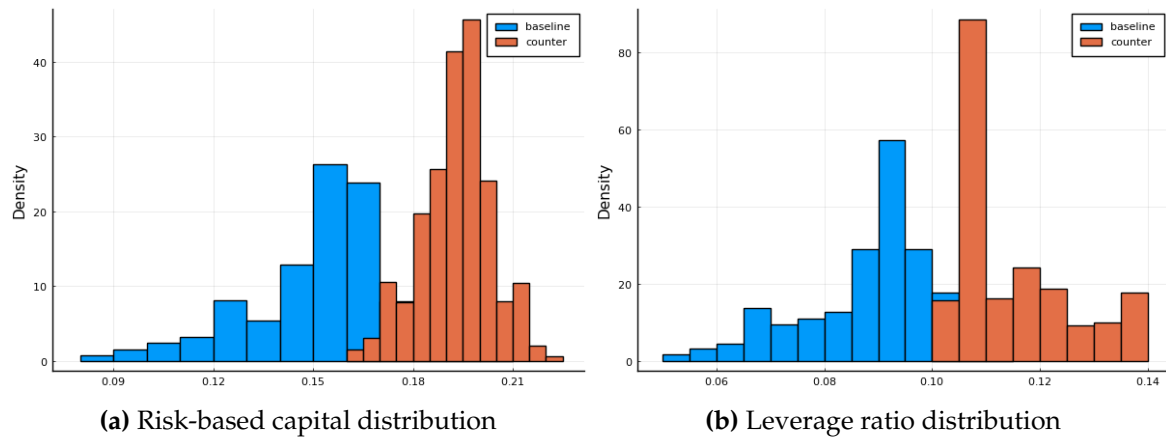 baseline
counter
40
30
20
10
0
Density
0.09 0.12 0.15 0.18 0.21
(a) Risk-based capital distribution
baseline
counter
80
60
40
20
0
Density
0.06 0.08 0.10 0.12 0.14
(b) Leverage ratio distribution